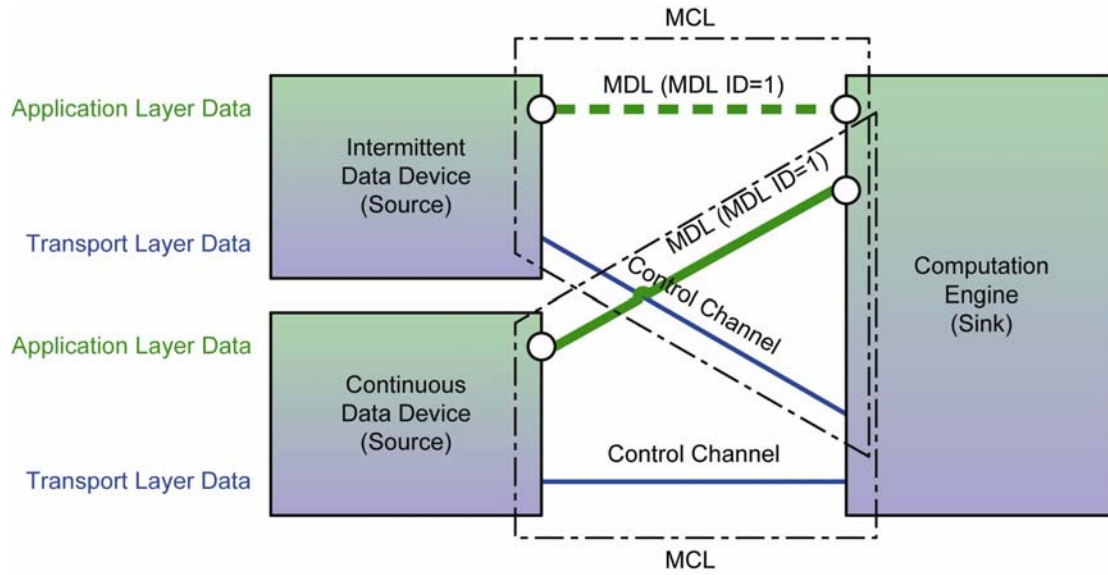 MCL
Application Layer Data
MDL (MDL ID=1)
Intermittent
Data Device
(Source)
MDL (MDL ID=1)
Transport Layer Data
Control Channel
Computation
Engine
(Sink)
Application Layer Data
Continuous
Data Device
(Source)
Control Channel
Transport Layer Data
MCL